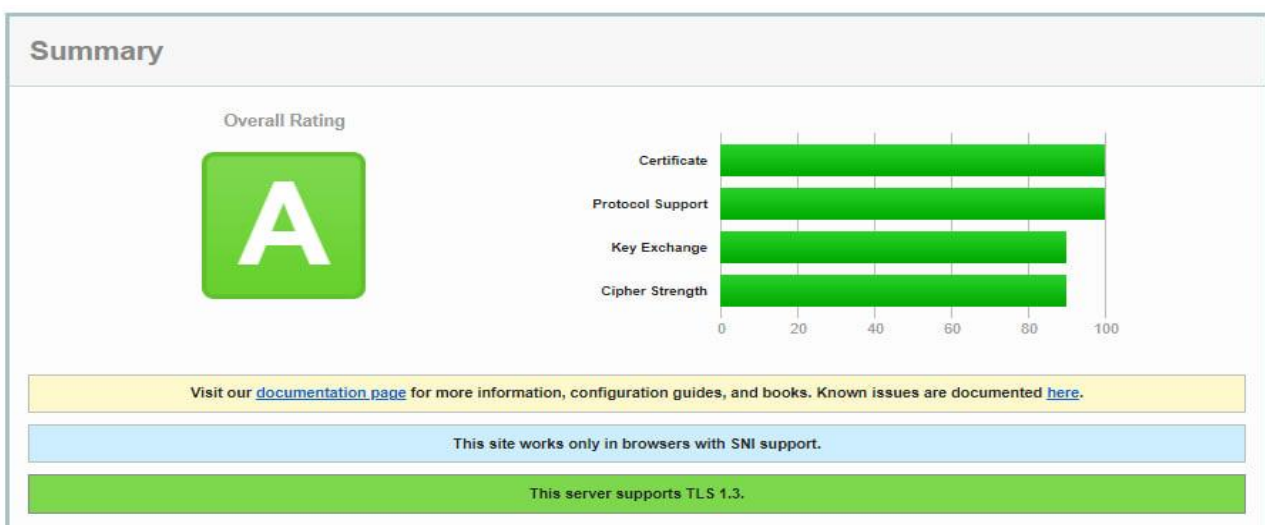 Summary
Overall Rating
A
Certificate
Protocol Support
Key Exchange
Cipher Strength
0 20 40 60 80 100
Visit our documentation page for more information, configuration guides, and books. Known issues are documented here.
This site works only in browsers with SNI support.
This server supports TLS 1.3.